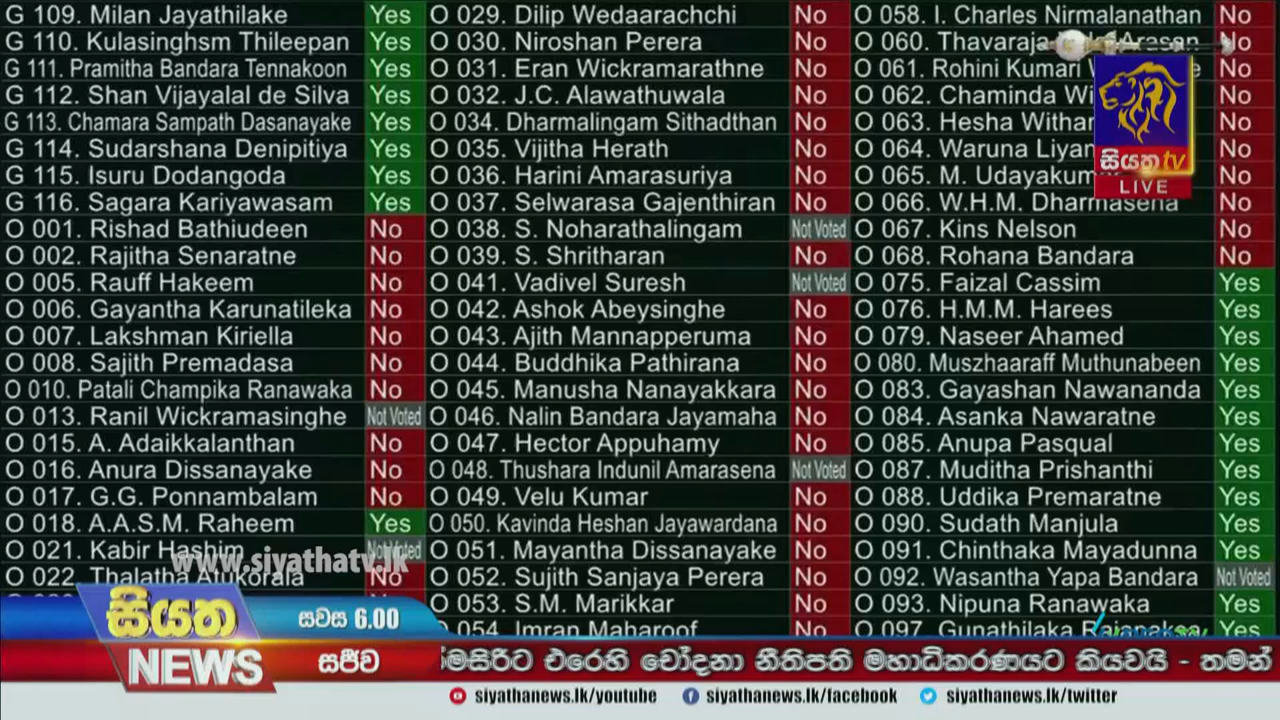 G 109. Milan Jayathilake Yes
G 110. Kulasinghsm Thileepan Yes
G 111. Pramitha Bandara Tennakoon Yes
G 112. Shan Vijayalal de Silva Yes
G 113. Chamara Sampath Dasanayake Yes
G 114. Sudarshana Denipitiya Yes
G 115. Isuru Dodangoda Yes
G 116. Sagara Kariyawasam Yes
O 001. Rishad Bathiudeen No
O 002. Rajitha Senaratne No
O 005. Rauff Hakeem No
O 006. Gayantha Karunatileka No
O 007. Lakshman Kiriella No
O 008. Sajith Premadasa No
O 010. Patali Champika Ranawaka No
O 013. Ranil Wickramasinghe Not Voted
O 015. A. Adaikkalanthan No
O 016. Anura Dissanayake No
O 017. G.G. Ponnambalam No
O 018. A.A.S.M. Raheem Yes
O 021. Kabir Hashim Not Voted
O 022. Thalatha Atukorala No
O 029. Dilip Wedaarachchi No
O 030. Niroshan Perera No
O 031. Eran Wickramarathne No
O 032. J.C. Alawathuwala No
O 034. Dharmalingam Sithadthan No
O 035. Vijitha Herath No
O 036. Harini Amarasuriya No
O 037. Selwarasa Gajenthiran No
O 038. S. Noharathalingam Not Voted
O 039. S. Shritharan No
O 041. Vadivel Suresh Not Voted
O 042. Ashok Abeysinghe No
O 043. Ajith Mannapperuma No
O 044. Buddhika Pathirana No
O 045. Manusha Nanayakkara No
O 046. Nalin Bandara Jayamaha No
O 047. Hector Appuhamy No
O 048. Thushara Indunil Amarasena Not Voted
O 049. Velu Kumar No
O 050. Kavinda Heshan Jayawardana No
O 051. Mayantha Dissanayake No
O 052. Sujith Sanjaya Perera No
O 053. S.M. Marikkar No
O 054. Imran Maharoof No
O 058. I. Charles Nirmalanathan No
O 060. Thavaraja Arasan No
O 061. Rohini Kumari No
O 062. Chaminda No
O 063. Hesha No
O 064. Waruna No
O 065. M. No
O 066. W.H.M. Dharmasena No
O 067. Kins Nelson No
O 068. Rohana Bandara No
O 075. Faizal Cassim Yes
O 076. H.M.M. Harees Yes
O 079. Naseer Ahamed Yes
O 080. Muszhaaraff Muthunabeen Yes
O 083. Gayashan Nawananda Yes
O 084. Asanka Nawaratne Yes
O 085. Anupa Pasqual Yes
O 087. Muditha Prishanthi Yes
O 088. Uddika Premaratne Yes
O 090. Sudath Manjula Yes
O 091. Chinthaka Mayadunna Yes
O 092. Wasantha Yapa Bandara Not Voted
O 093. Nipuna Ranawaka Yes
O 097. Gunathilaka Rajapaksa Yes
සියත tv
LIVE
www.siyathatv.lk
සියත
NEWS
සවස 6.00
සජීව
එරෙහි චෝදනා නීතිපති මහාධිකරණයට කියවයි - තමන්
siyathanews.lk/youtube siyathanews.lk/facebook siyathanews.lk/twitter